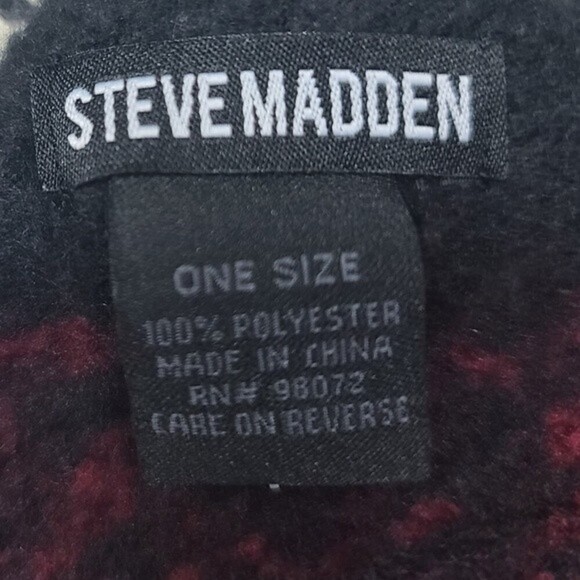 STEVE MADDEN
ONE SIZE
100% POLYESTER
MADE IN CHINA
RN# 98072
CARE ON REVERSE